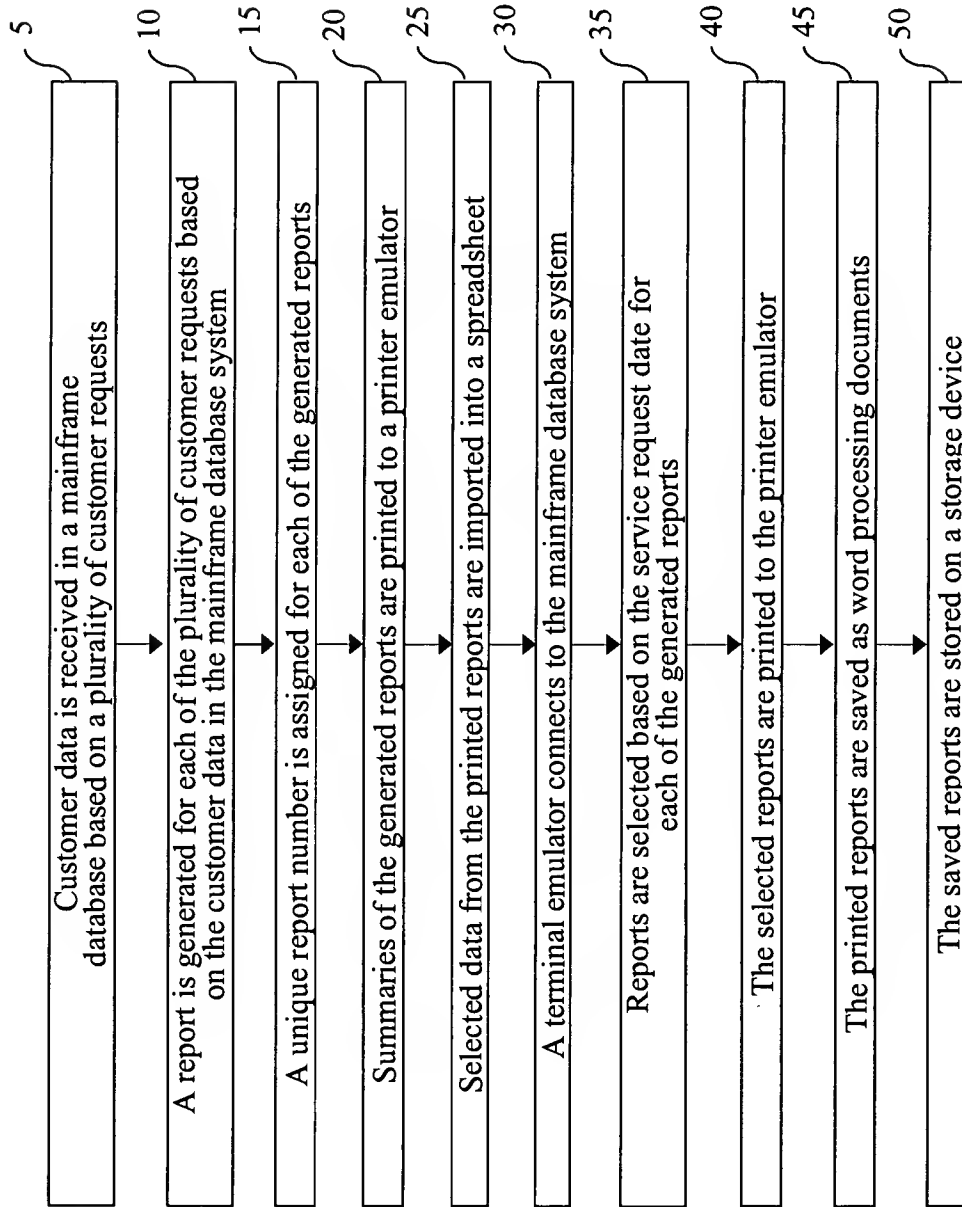 5
Customer data is received in a mainframe
database based on a plurality of customer requests
10
A report is generated for each of the plurality of customer requests based
on the customer data in the mainframe database system
15
A unique report number is assigned for each of the generated reports
20
Summaries of the generated reports are printed to a printer emulator
25
Selected data from the printed reports are imported into a spreadsheet
30
A terminal emulator connects to the mainframe database system
35
Reports are selected based on the service request date for
each of the generated reports
40
The selected reports are printed to the printer emulator
45
The printed reports are saved as word processing documents
50
The saved reports are stored on a storage device